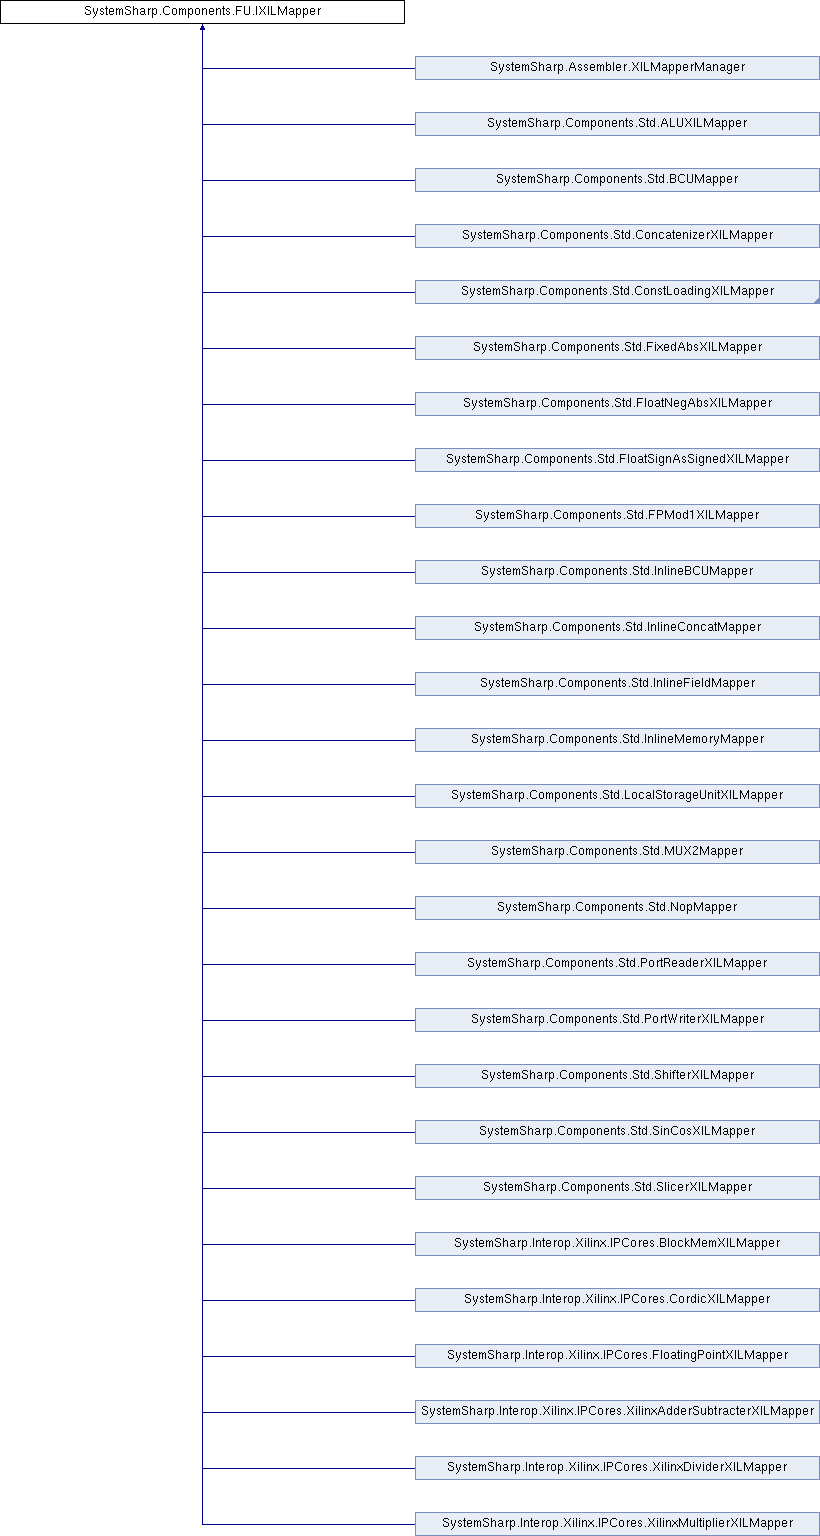 SystemSharp.Components.FU.IXILMapper
SystemSharp.Assembler.XILMapperManager
SystemSharp.Components.Std.ALUXILMapper
SystemSharp.Components.Std.BCUMapper
SystemSharp.Components.Std.ConcatenizerXILMapper
SystemSharp.Components.Std.ConstLoadingXILMapper
SystemSharp.Components.Std.FixedAbsXILMapper
SystemSharp.Components.Std.FloatNegAbsXILMapper
SystemSharp.Components.Std.FloatSignAsSignedXILMapper
SystemSharp.Components.Std.FPMod1XILMapper
SystemSharp.Components.Std.InlineBCUMapper
SystemSharp.Components.Std.InlineConcatMapper
SystemSharp.Components.Std.InlineFieldMapper
SystemSharp.Components.Std.InlineMemoryMapper
SystemSharp.Components.Std.LocalStorageUnitXILMapper
SystemSharp.Components.Std.MUX2Mapper
SystemSharp.Components.Std.NopMapper
SystemSharp.Components.Std.PortReaderXILMapper
SystemSharp.Components.Std.PortWriterXILMapper
SystemSharp.Components.Std.ShifterXILMapper
SystemSharp.Components.Std.SinCosXILMapper
SystemSharp.Components.Std.SlicerXILMapper
SystemSharp.Interop.Xilinx.IPCores.BlockMemXILMapper
SystemSharp.Interop.Xilinx.IPCores.CordicXILMapper
SystemSharp.Interop.Xilinx.IPCores.FloatingPointXILMapper
SystemSharp.Interop.Xilinx.IPCores.XilinxAdderSubtracterXILMapper
SystemSharp.Interop.Xilinx.IPCores.XilinxDividerXILMapper
SystemSharp.Interop.Xilinx.IPCores.XilinxMultiplierXILMapper